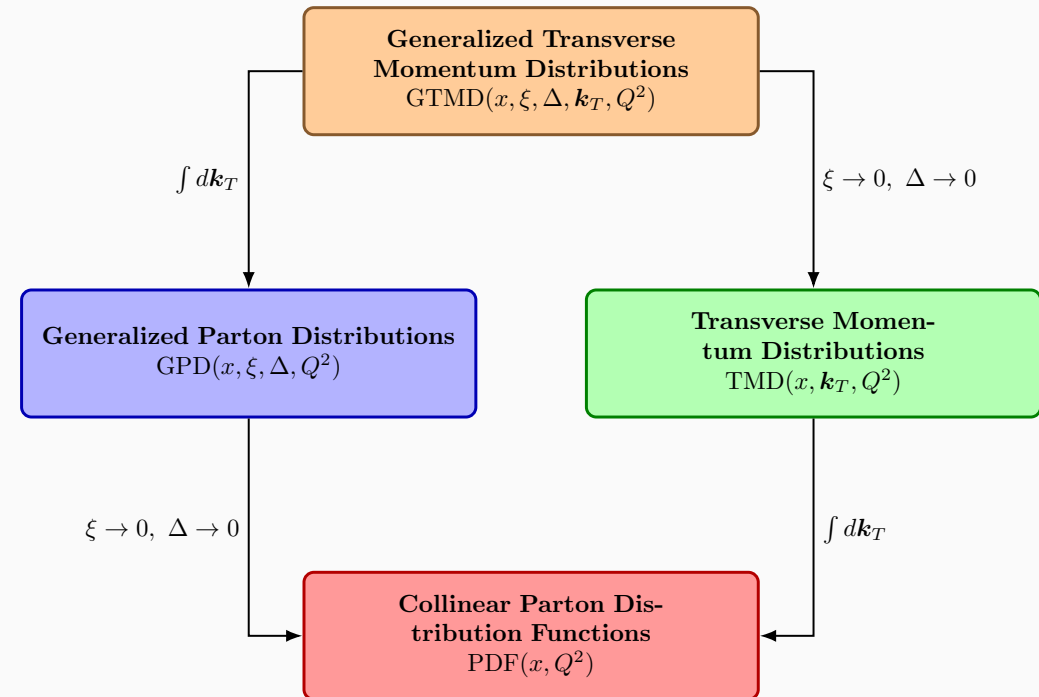 Generalized Transverse
Momentum Distributions
GTMD(x, ξ, Δ, k_T, Q²)
∫ dk_T
ξ → 0, Δ → 0
Generalized Parton Distributions
GPD(x, ξ, Δ, Q²)
Transverse Momen-
tum Distributions
TMD(x, k_T, Q²)
ξ → 0, Δ → 0
∫ dk_T
Collinear Parton Dis-
tribution Functions
PDF(x, Q²)